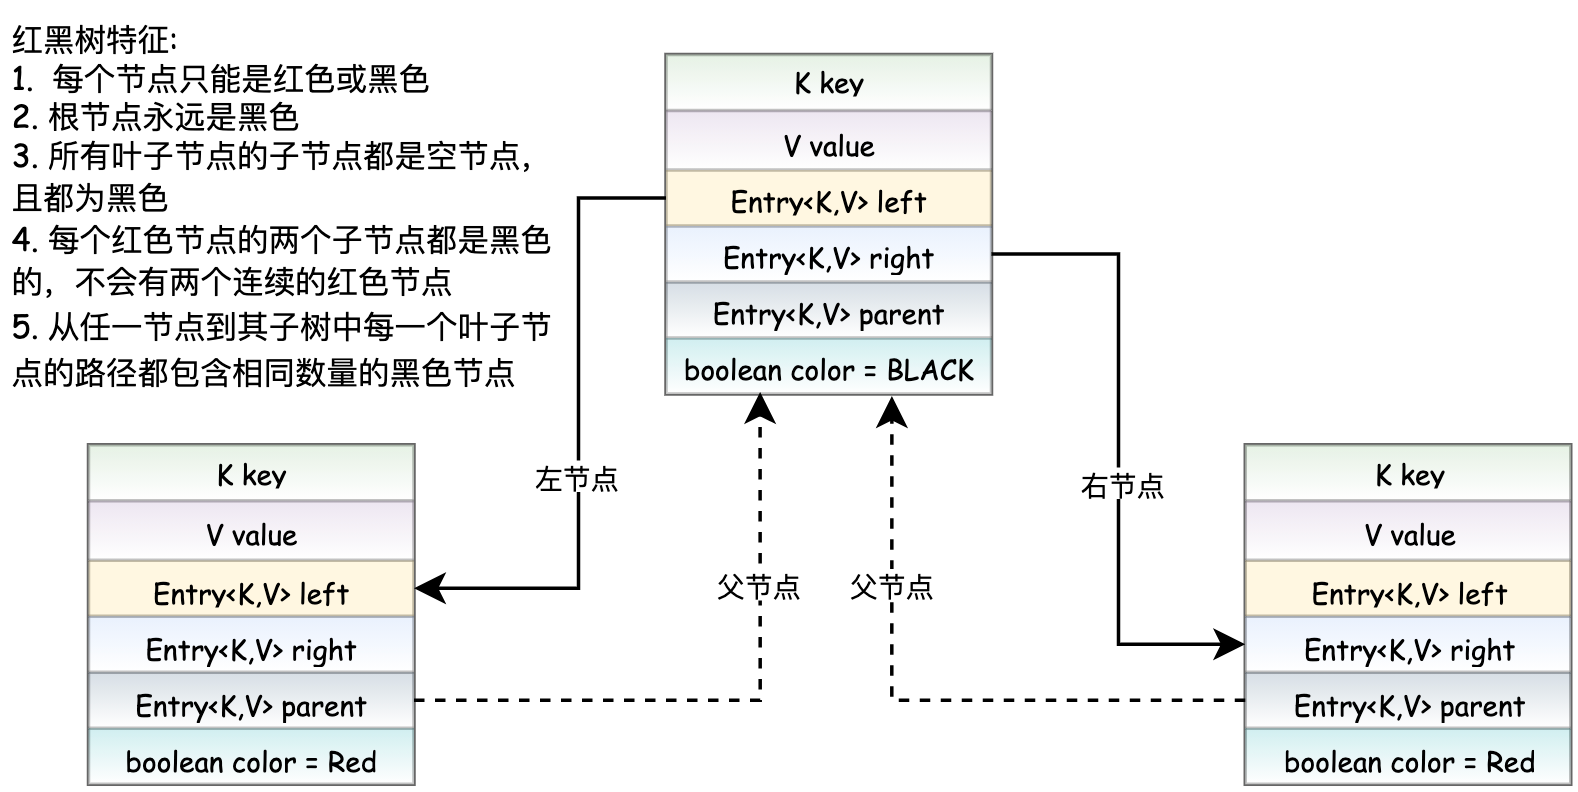 红黑树特征:
1. 每个节点只能是红色或黑色
2. 根节点永远是黑色
3. 所有叶子节点的子节点都是空节点，
且都为黑色
4. 每个红色节点的两个子节点都是黑色
的，不会有两个连续的红色节点
5. 从任一节点到其子树中每一个叶子节
点的路径都包含相同数量的黑色节点
K key
V value
Entry<K,V> left
Entry<K,V> right
Entry<K,V> parent
boolean color = BLACK
左节点
右节点
父节点
父节点
K key
V value
Entry<K,V> left
Entry<K,V> right
Entry<K,V> parent
boolean color = Red
K key
V value
Entry<K,V> left
Entry<K,V> right
Entry<K,V> parent
boolean color = Red